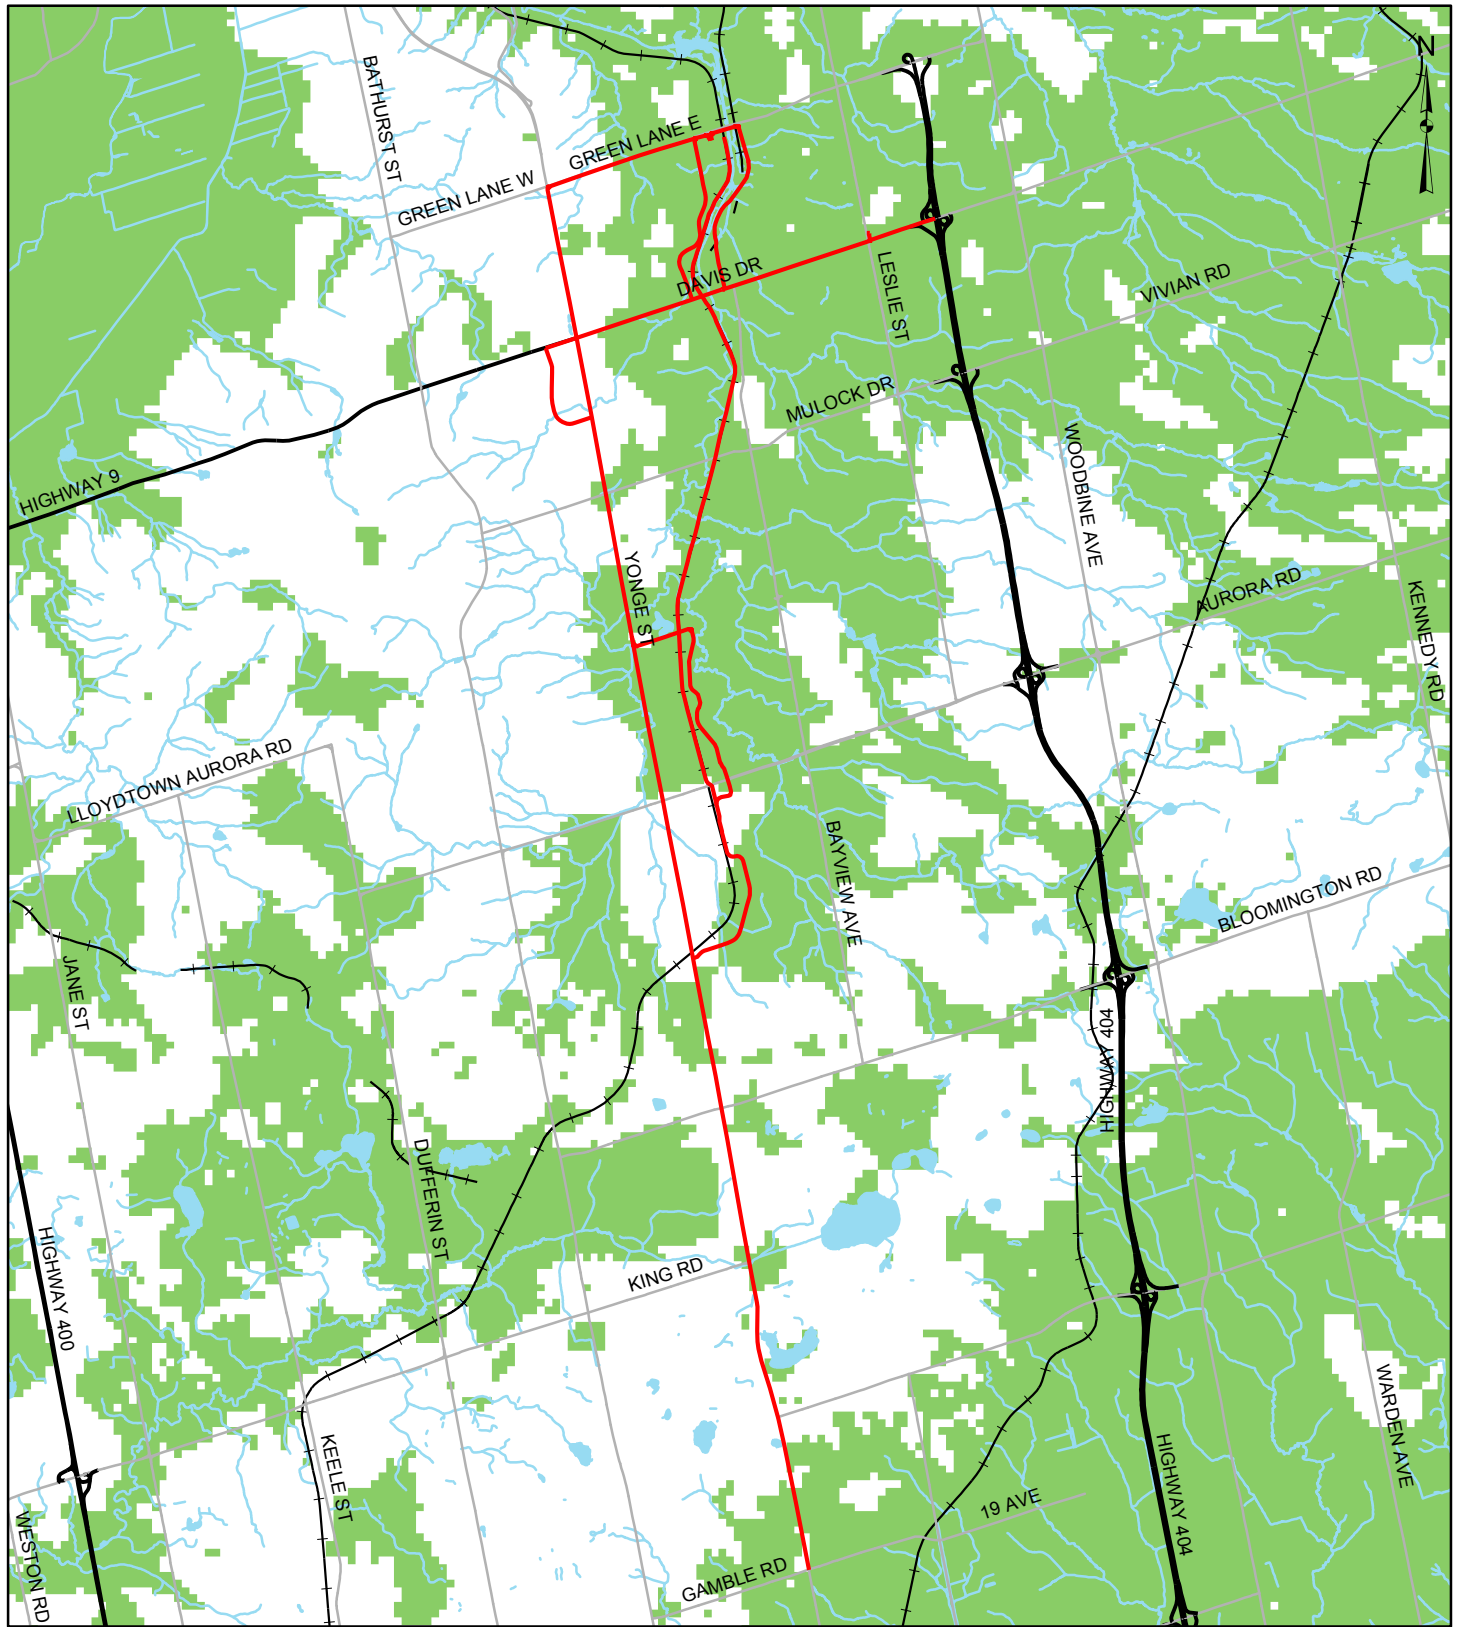 N
BATHURST ST
GREEN LANE E
GREEN LANE W
DAVIS DR
LESLIE ST
VIVIAN RD
MULOCK DR
HIGHWAY 9
WOODBINE AVE
YONGE ST
AURORA RD
KENNEDY RD
LLOYDTOWN AURORA RD
BAYVIEW AVE
BLOOMINGTON RD
JANE ST
HIGHWAY 404
DUFFERIN ST
HIGHWAY 400
KING RD
WARDEN AVE
KEELE ST
HIGHWAY 404
19 AVE
WESTON RD
GAMBLE RD